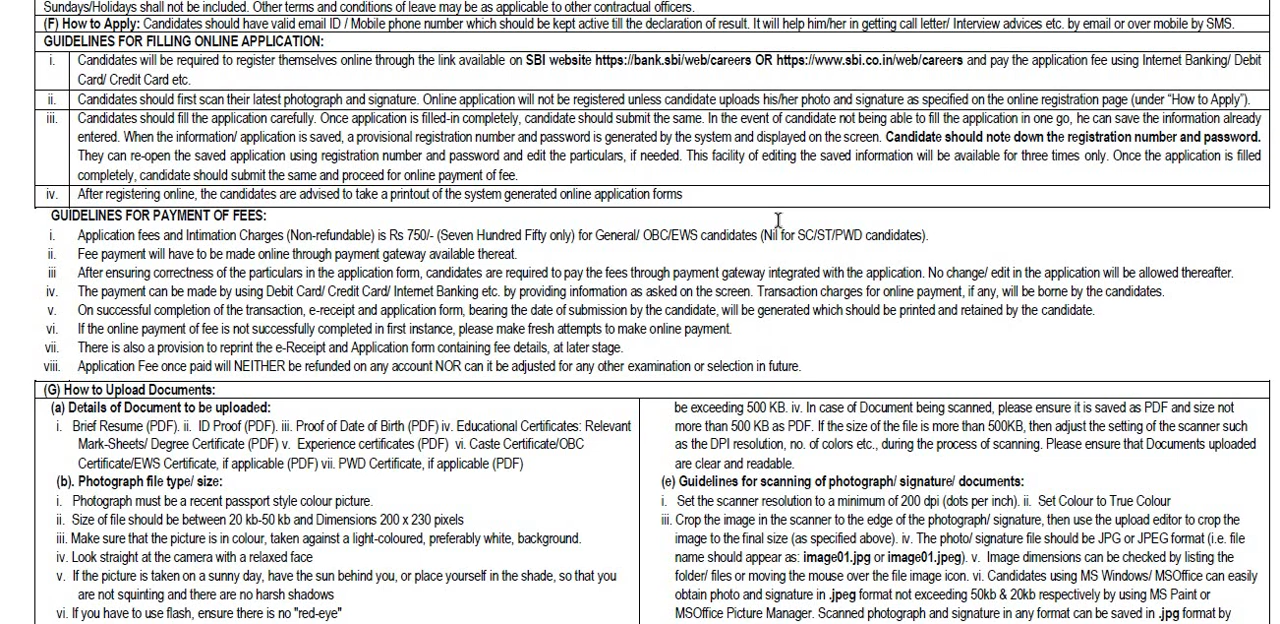 Sundays/Holidays shall not be included. Other terms and conditions of leave may be as applicable to other contractual officers.
(F) How to Apply: Candidates should have valid email ID / Mobile phone number which should be kept active till the declaration of result. It will help him/her in getting call letter/ Interview advices etc. by email or over mobile by SMS.
GUIDELINES FOR FILLING ONLINE APPLICATION:
i. Candidates will be required to register themselves online through the link available on SBI website https://bank.sbi/web/careers OR https://www.sbi.co.in/web/careers and pay the application fee using Internet Banking/ Debit
Card/ Credit Card etc.
ii. Candidates should first scan their latest photograph and signature. Online application will not be registered unless candidate uploads his/her photo and signature as specified on the online registration page (under "How to Apply").
iii. Candidates should fill the application carefully. Once application is filled-in completely, candidate should submit the same. In the event of candidate not being able to fill the application in one go, he can save the information already
entered. When the information/ application is saved, a provisional registration number and password is generated by the system and displayed on the screen. Candidate should note down the registration number and password.
They can re-open the saved application using registration number and password and edit the particulars, if needed. This facility of editing the saved information will be available for three times only. Once the application is filled
completely, candidate should submit the same and proceed for online payment of fee.
iv. After registering online, the candidates are advised to take a printout of the system generated online application forms
GUIDELINES FOR PAYMENT OF FEES:
i. Application fees and Intimation Charges (Non-refundable) is Rs 750/- (Seven Hundred Fifty only) for General/ OBC/EWS candidates (Nil for SC/ST/PWD candidates).
ii. Fee payment will have to be made online through payment gateway available thereat.
iii After ensuring correctness of the particulars in the application form, candidates are required to pay the fees through payment gateway integrated with the application. No change/ edit in the application will be allowed thereafter.
iv. The payment can be made by using Debit Card/ Credit Card/ Internet Banking etc. by providing information as asked on the screen. Transaction charges for online payment, if any, will be borne by the candidates.
v. On successful completion of the transaction, e-receipt and application form, bearing the date of submission by the candidate, will be generated which should be printed and retained by the candidate.
vi. If the online payment of fee is not successfully completed in first instance, please make fresh attempts to make online payment.
vii. There is also a provision to reprint the e-Receipt and Application form containing fee details, at later stage.
viii. Application Fee once paid will NEITHER be refunded on any account NOR can it be adjusted for any other examination or selection in future.
(G) How to Upload Documents:
(a) Details of Document to be uploaded:
i. Brief Resume (PDF). ii. ID Proof (PDF). iii. Proof of Date of Birth (PDF) iv. Educational Certificates: Relevant
Mark-Sheets/ Degree Certificate (PDF) v. Experience certificates (PDF) vi. Caste Certificate/OBC
Certificate/EWS Certificate, if applicable (PDF) vii. PWD Certificate, if applicable (PDF)
(b). Photograph file type/ size:
i. Photograph must be a recent passport style colour picture.
ii. Size of file should be between 20 kb-50 kb and Dimensions 200 x 230 pixels
iii. Make sure that the picture is in colour, taken against a light-coloured, preferably white, background.
iv. Look straight at the camera with a relaxed face
v. If the picture is taken on a sunny day, have the sun behind you, or place yourself in the shade, so that you
are not squinting and there are no harsh shadows
vi. If you have to use flash, ensure there is no "red-eye"
be exceeding 500 KB. iv. In case of Document being scanned, please ensure it is saved as PDF and size not
more than 500 KB as PDF. If the size of the file is more than 500KB, then adjust the setting of the scanner such
as the DPI resolution, no. of colors etc., during the process of scanning. Please ensure that Documents uploaded
are clear and readable.
(e) Guidelines for scanning of photograph/ signature/ documents:
i. Set the scanner resolution to a minimum of 200 dpi (dots per inch). ii. Set Colour to True Colour
iii. Crop the image in the scanner to the edge of the photograph/ signature, then use the upload editor to crop the
image to the final size (as specified above). iv. The photo/ signature file should be JPG or JPEG format (i.e. file
name should appear as: image01.jpg or image01.jpeg). v. Image dimensions can be checked by listing the
folder/ files or moving the mouse over the file image icon. vi. Candidates using MS Windows/ MSOffice can easily
obtain photo and signature in .jpeg format not exceeding 50kb & 20kb respectively by using MS Paint or
MSOffice Picture Manager. Scanned photograph and signature in any format can be saved in .jpg format by